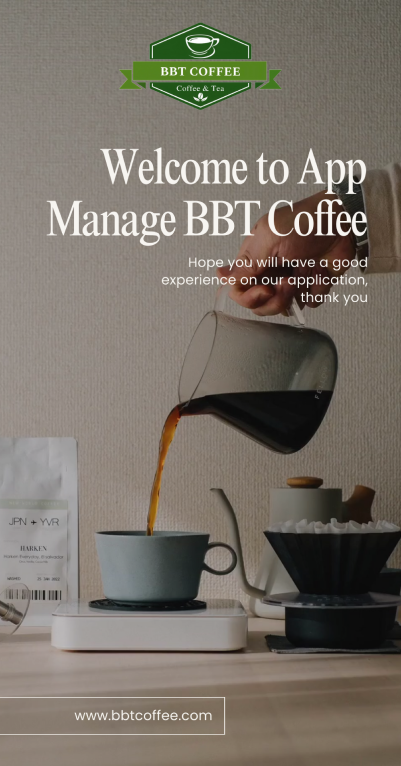 BBT COFFEE
Coffee & Tea
Welcome to App
Manage BBT Coffee
Hope you will have a good
experience on our application,
thank you
JPN + YVR
HARKEN
www.bbtcoffee.com